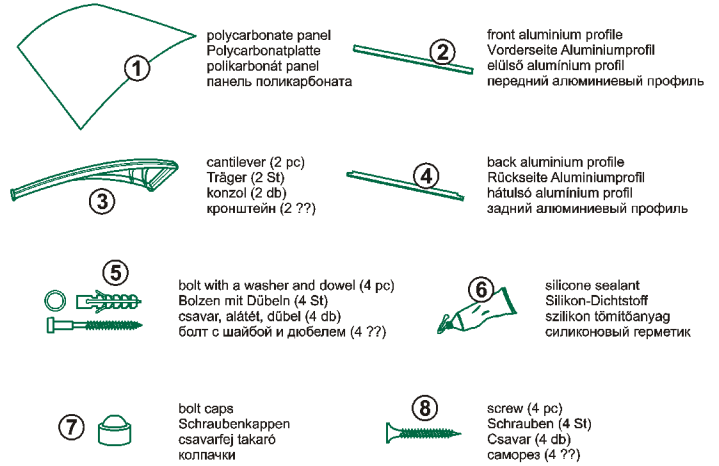 1
polycarbonate panel
Polycarbonatplatte
polikarbonát panel
панель поликарбоната
2
front aluminium profile
Vorderseite Aluminiumprofil
elülső alumínium profil
передний алюминиевый профиль
3
cantilever (2 pc)
Träger (2 St)
konzol (2 db)
кронштейн (2 ??)
4
back aluminium profile
Rückseite Aluminiumprofil
hátulsó alumínium profil
задний алюминиевый профиль
5
bolt with a washer and dowel (4 pc)
Bolzen mit Dübeln (4 St)
csavar, alátét, dübel (4 db)
болт с шайбой и дюбелем (4 ??)
6
silicone sealant
Silikon-Dichtstoff
szilikon tömítőanyag
силиконовый герметик
7
bolt caps
Schraubenkappen
csavarfej takaró
колпачки
8
screw (4 pc)
Schrauben (4 St)
Csavar (4 db)
саморез (4 ??)